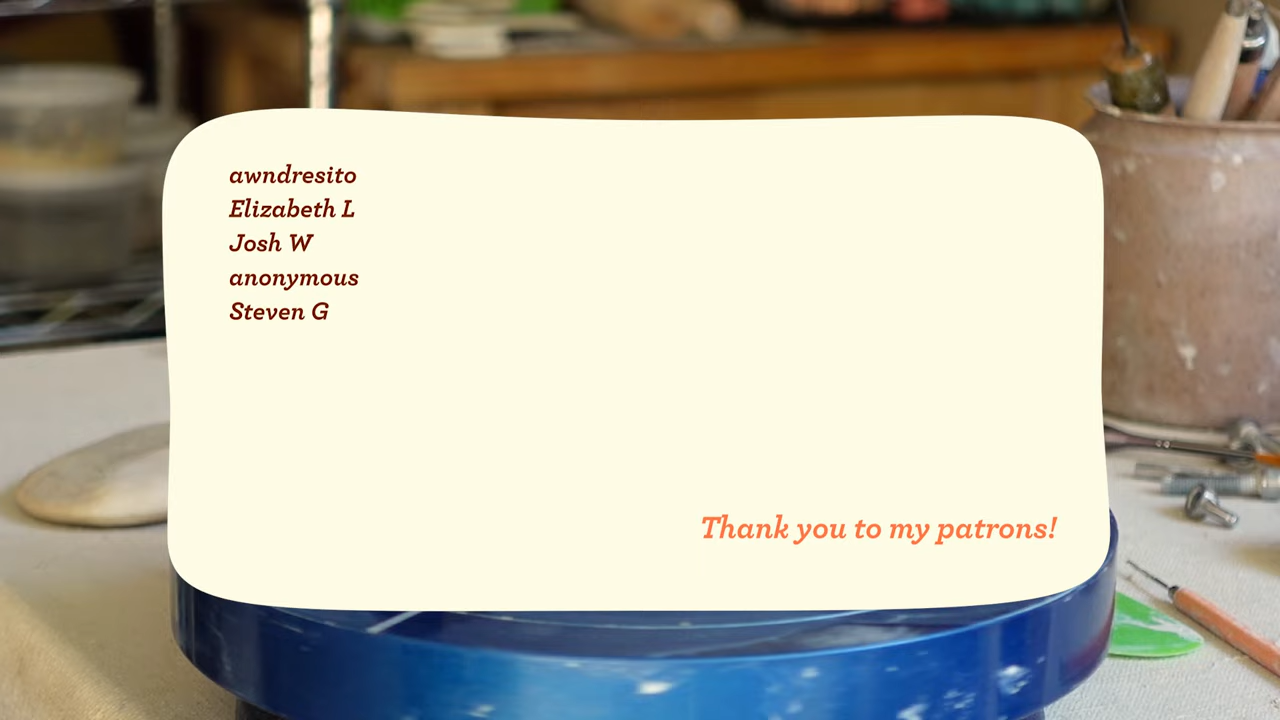 awndresito
Elizabeth L
Josh W
anonymous
Steven G
Thank you to my patrons!